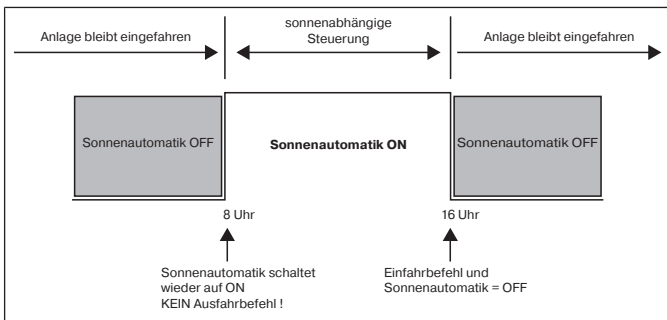 Anlage bleibt eingefahren
sonnenabhängige
Steuerung
Anlage bleibt eingefahren
Sonnenautomatik OFF
Sonnenautomatik ON
Sonnenautomatik OFF
8 Uhr
16 Uhr
Sonnenautomatik schaltet
wieder auf ON
KEIN Ausfahrbefehl !
Einfahrbefehl und
Sonnenautomatik = OFF